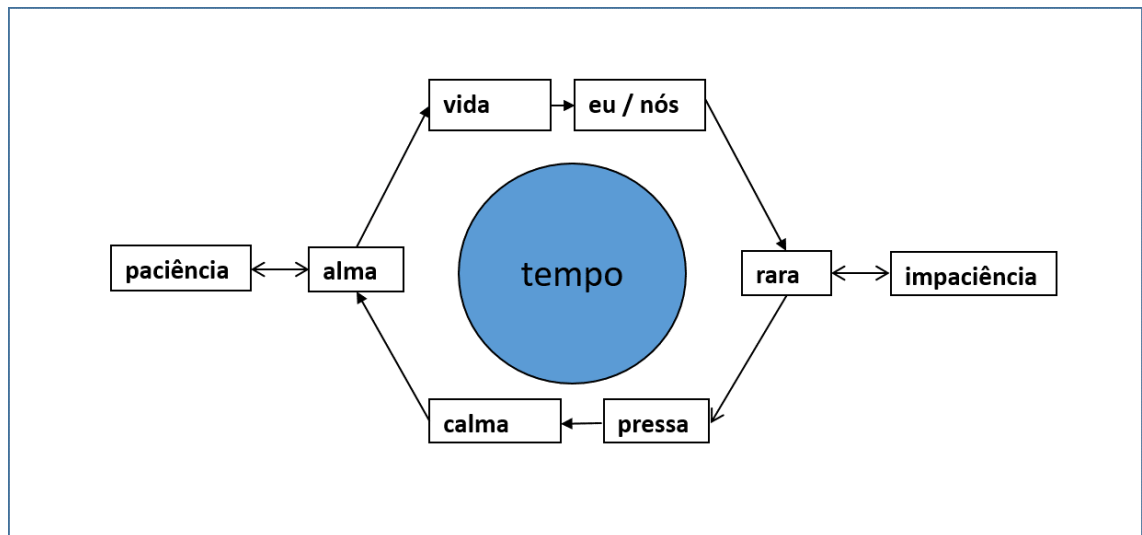 vida
eu / nós
paciência
alma
tempo
rara
impaciência
calma
pressa